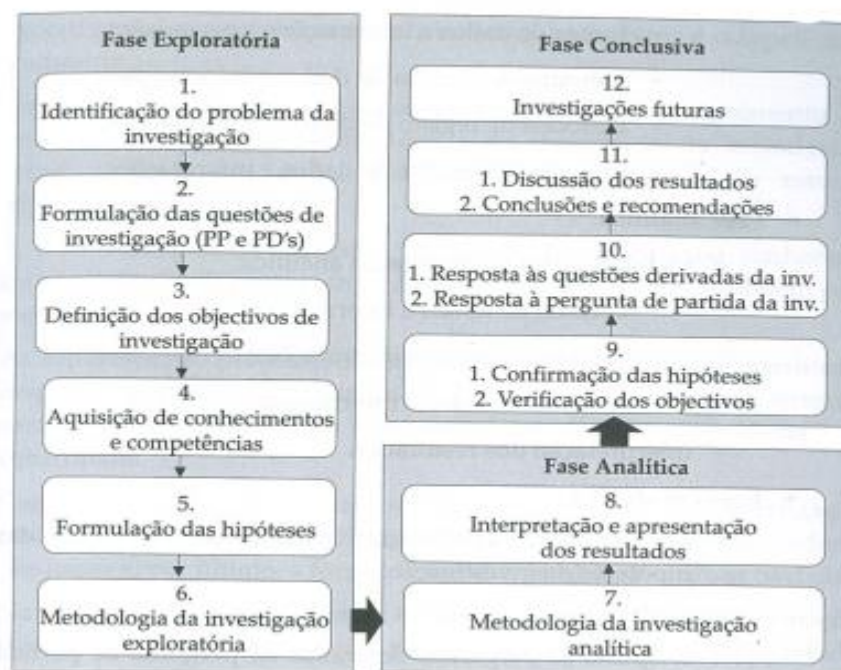 Fase Exploratória
1.
Identificação do problema da
investigação
2.
Formulação das questões de
investigação (PP e PD's)
3.
Definição dos objectivos de
investigação
4.
Aquisição de conhecimentos
e competências
5.
Formulação das hipóteses
6.
Metodologia da investigação
exploratória
Fase Conclusiva
12.
Investigações futuras
11.
1. Discussão dos resultados
2. Conclusões e recomendações
10.
1. Resposta às questões derivadas da inv.
2. Resposta à pergunta de partida da inv.
9.
1. Confirmação das hipóteses
2. Verificação dos objectivos
Fase Analítica
8.
Interpretação e apresentação
dos resultados
7.
Metodologia da investigação
analítica